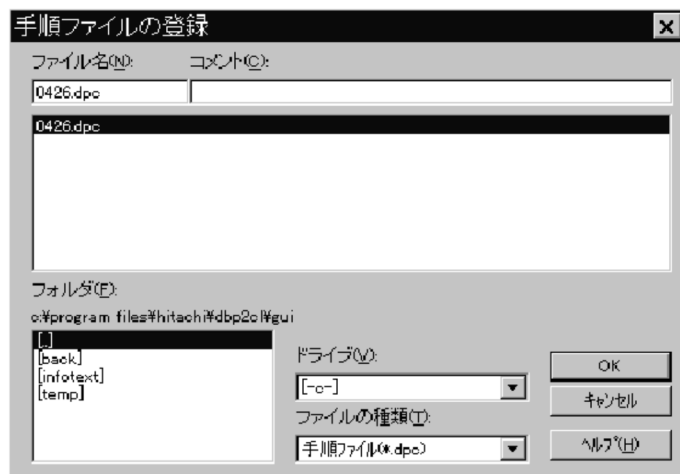 手順ファイルの登録
ファイル名(N):
コメント(C):
0426.dpc
0426.dpc
フォルダ(F):
c:¥program files¥hitachi¥dbp2cl¥gui
[..]
[back]
[infotext]
[temp]
ドライブ(V):
[-c-]
ファイルの種類(T):
手順ファイル(*.dpc)
OK
キャンセル
ヘルプ(H)